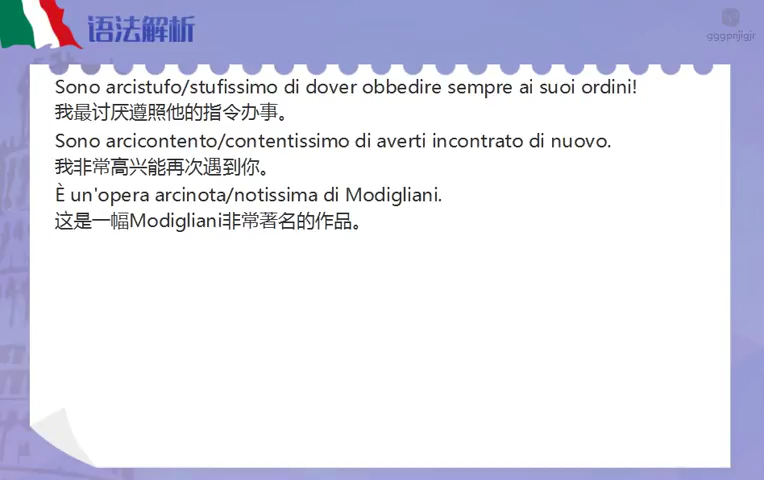 语法解析
gggpnjigjr
Sono arcistufo/stufissimo di dover obbedire sempre ai suoi ordini!
我最讨厌遵照他的指令办事。
Sono arcicontento/contentissimo di averti incontrato di nuovo.
我非常高兴能再次遇到你。
È un'opera arcinota/notissima di Modigliani.
这是一幅Modigliani非常著名的作品。